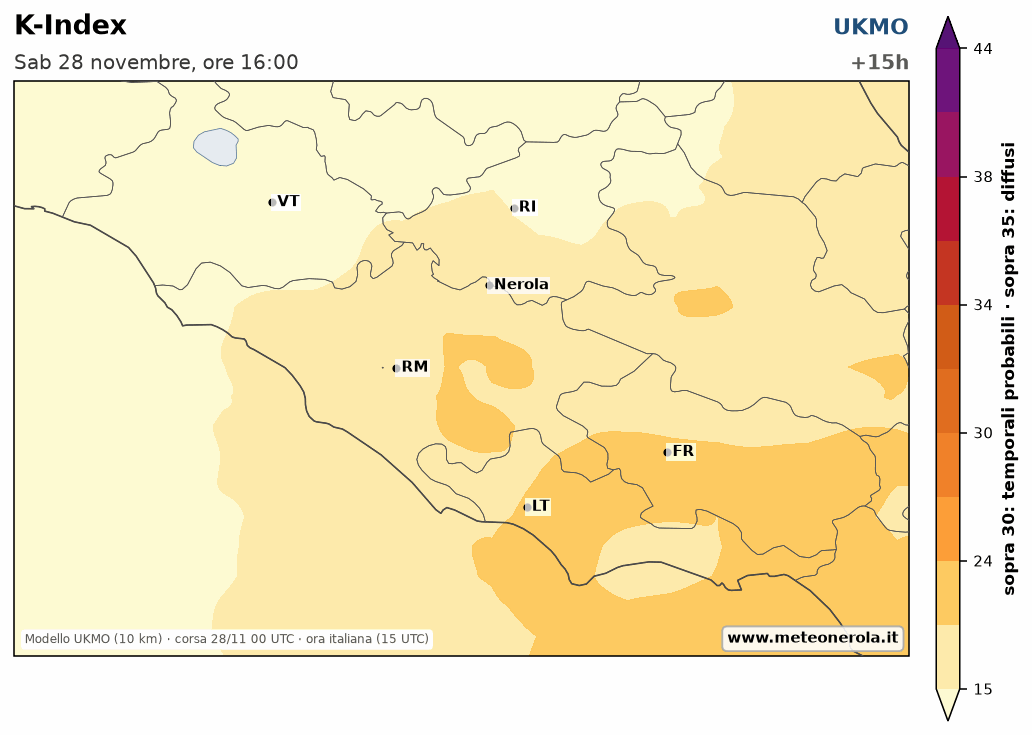 K-Index
UKMO
Sab 28 novembre, ore 16:00
+15h
VT
RI
Nerola
RM
FR
LT
Modello UKMO (10 km) · corsa 28/11 00 UTC · ora italiana (15 UTC)
www.meteonerola.it
44
38
34
30
24
15
sopra 30: temporali probabili · sopra 35: diffusi